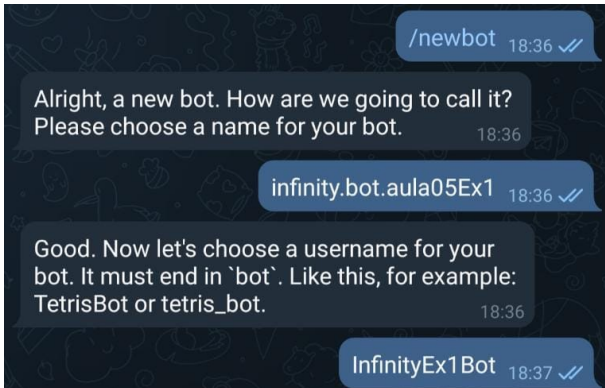 /newbot 18:36
Alright, a new bot. How are we going to call it?
Please choose a name for your bot. 18:36
infinity.bot.aula05Ex1 18:36
Good. Now let's choose a username for your
bot. It must end in `bot`. Like this, for example:
TetrisBot or tetris_bot. 18:36
InfinityEx1Bot 18:37